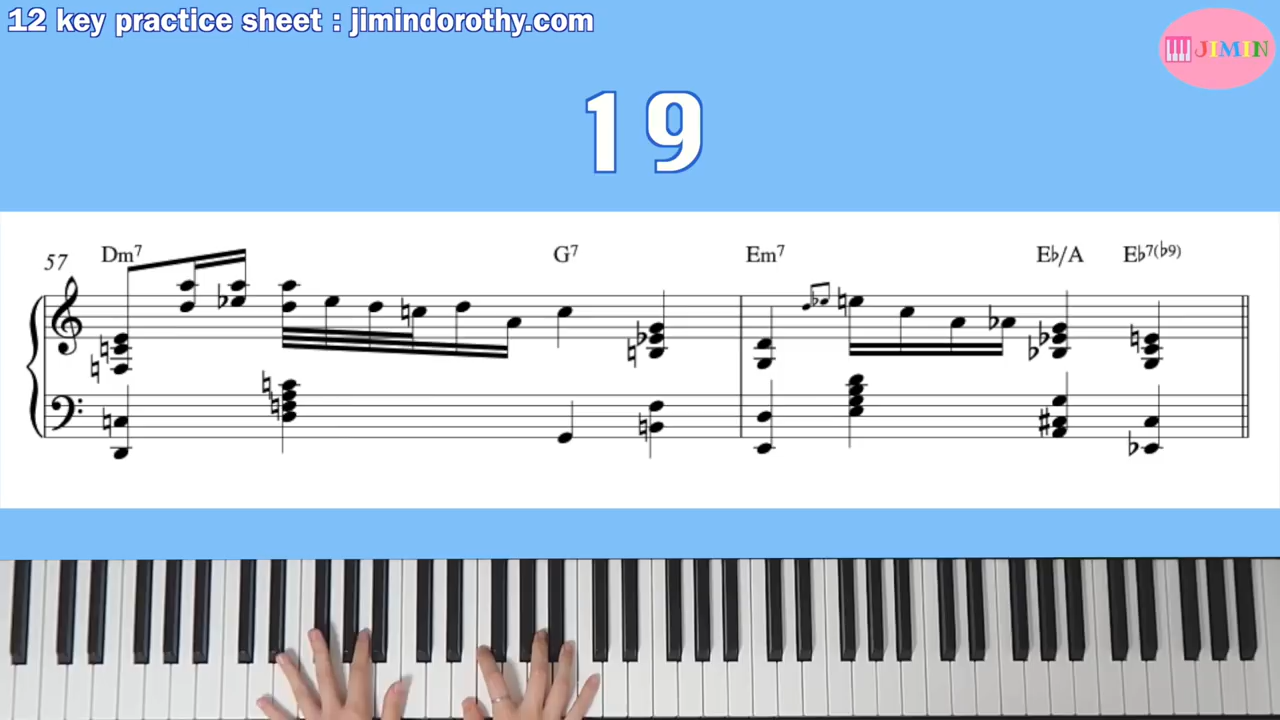 12 key practice sheet : jimindorothy.com
JIMIN
19
57 Dm7 G7 Em7 E♭/A E♭7(♭9)